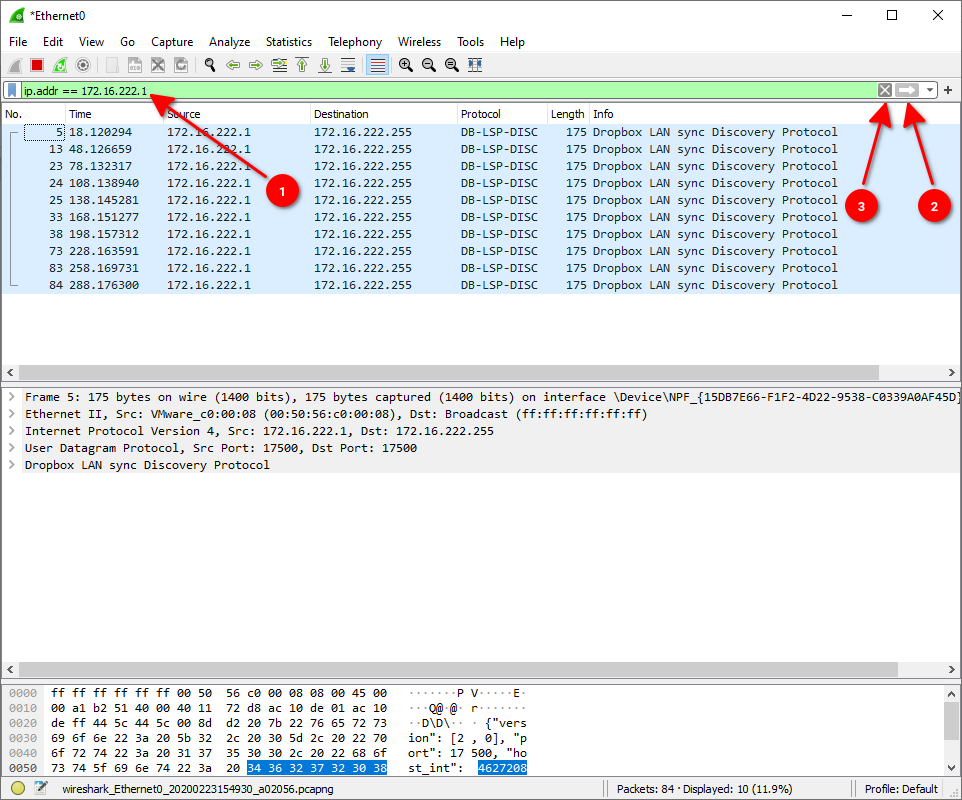 *Ethernet0
File Edit View Go Capture Analyze Statistics Telephony Wireless Tools Help
ip.addr == 172.16.222.1
No. Time Source Destination Protocol Length Info
5 18.120294 172.16.222.1 172.16.222.255 DB-LSP-DISC 175 Dropbox LAN sync Discovery Protocol
13 48.126659 172.16.222.1 172.16.222.255 DB-LSP-DISC 175 Dropbox LAN sync Discovery Protocol
23 78.132317 172.16.222.1 172.16.222.255 DB-LSP-DISC 175 Dropbox LAN sync Discovery Protocol
24 108.138940 172.16.222.1 172.16.222.255 DB-LSP-DISC 175 Dropbox LAN sync Discovery Protocol
25 138.145281 172.16.222.1 172.16.222.255 DB-LSP-DISC 175 Dropbox LAN sync Discovery Protocol
33 168.151277 172.16.222.1 172.16.222.255 DB-LSP-DISC 175 Dropbox LAN sync Discovery Protocol
38 198.157312 172.16.222.1 172.16.222.255 DB-LSP-DISC 175 Dropbox LAN sync Discovery Protocol
73 228.163591 172.16.222.1 172.16.222.255 DB-LSP-DISC 175 Dropbox LAN sync Discovery Protocol
83 258.169731 172.16.222.1 172.16.222.255 DB-LSP-DISC 175 Dropbox LAN sync Discovery Protocol
84 288.176300 172.16.222.1 172.16.222.255 DB-LSP-DISC 175 Dropbox LAN sync Discovery Protocol
1
3
2
Frame 5: 175 bytes on wire (1400 bits), 175 bytes captured (1400 bits) on interface \Device\NPF_{15DB7E66-F1F2-4D22-9538-C0339A0AF45D}
Ethernet II, Src: VMware_c0:00:08 (00:50:56:c0:00:08), Dst: Broadcast (ff:ff:ff:ff:ff:ff)
Internet Protocol Version 4, Src: 172.16.222.1, Dst: 172.16.222.255
User Datagram Protocol, Src Port: 17500, Dst Port: 17500
Dropbox LAN sync Discovery Protocol
0000 ff ff ff ff ff ff 00 50 56 c0 00 08 08 00 45 00 ·······P V·····E·
0010 00 a1 b2 51 40 00 40 11 72 d8 ac 10 de 01 ac 10 ···Q@·@· r·······
0020 de ff 44 5c 44 5c 00 8d d2 20 7b 22 76 65 72 73 ··D\D\·· · {"vers
0030 69 6f 6e 22 3a 20 5b 32 2c 20 30 5d 2c 20 22 70 ion": [2 , 0], "p
0040 6f 72 74 22 3a 20 31 37 35 30 30 2c 20 22 68 6f ort": 17 500, "ho
0050 73 74 5f 69 6e 74 22 3a 20 34 36 32 37 32 30 38 st_int": 4627208
wireshark_Ethernet0_20200223154930_a02056.pcapng Packets: 84 · Displayed: 10 (11.9%) Profile: Default